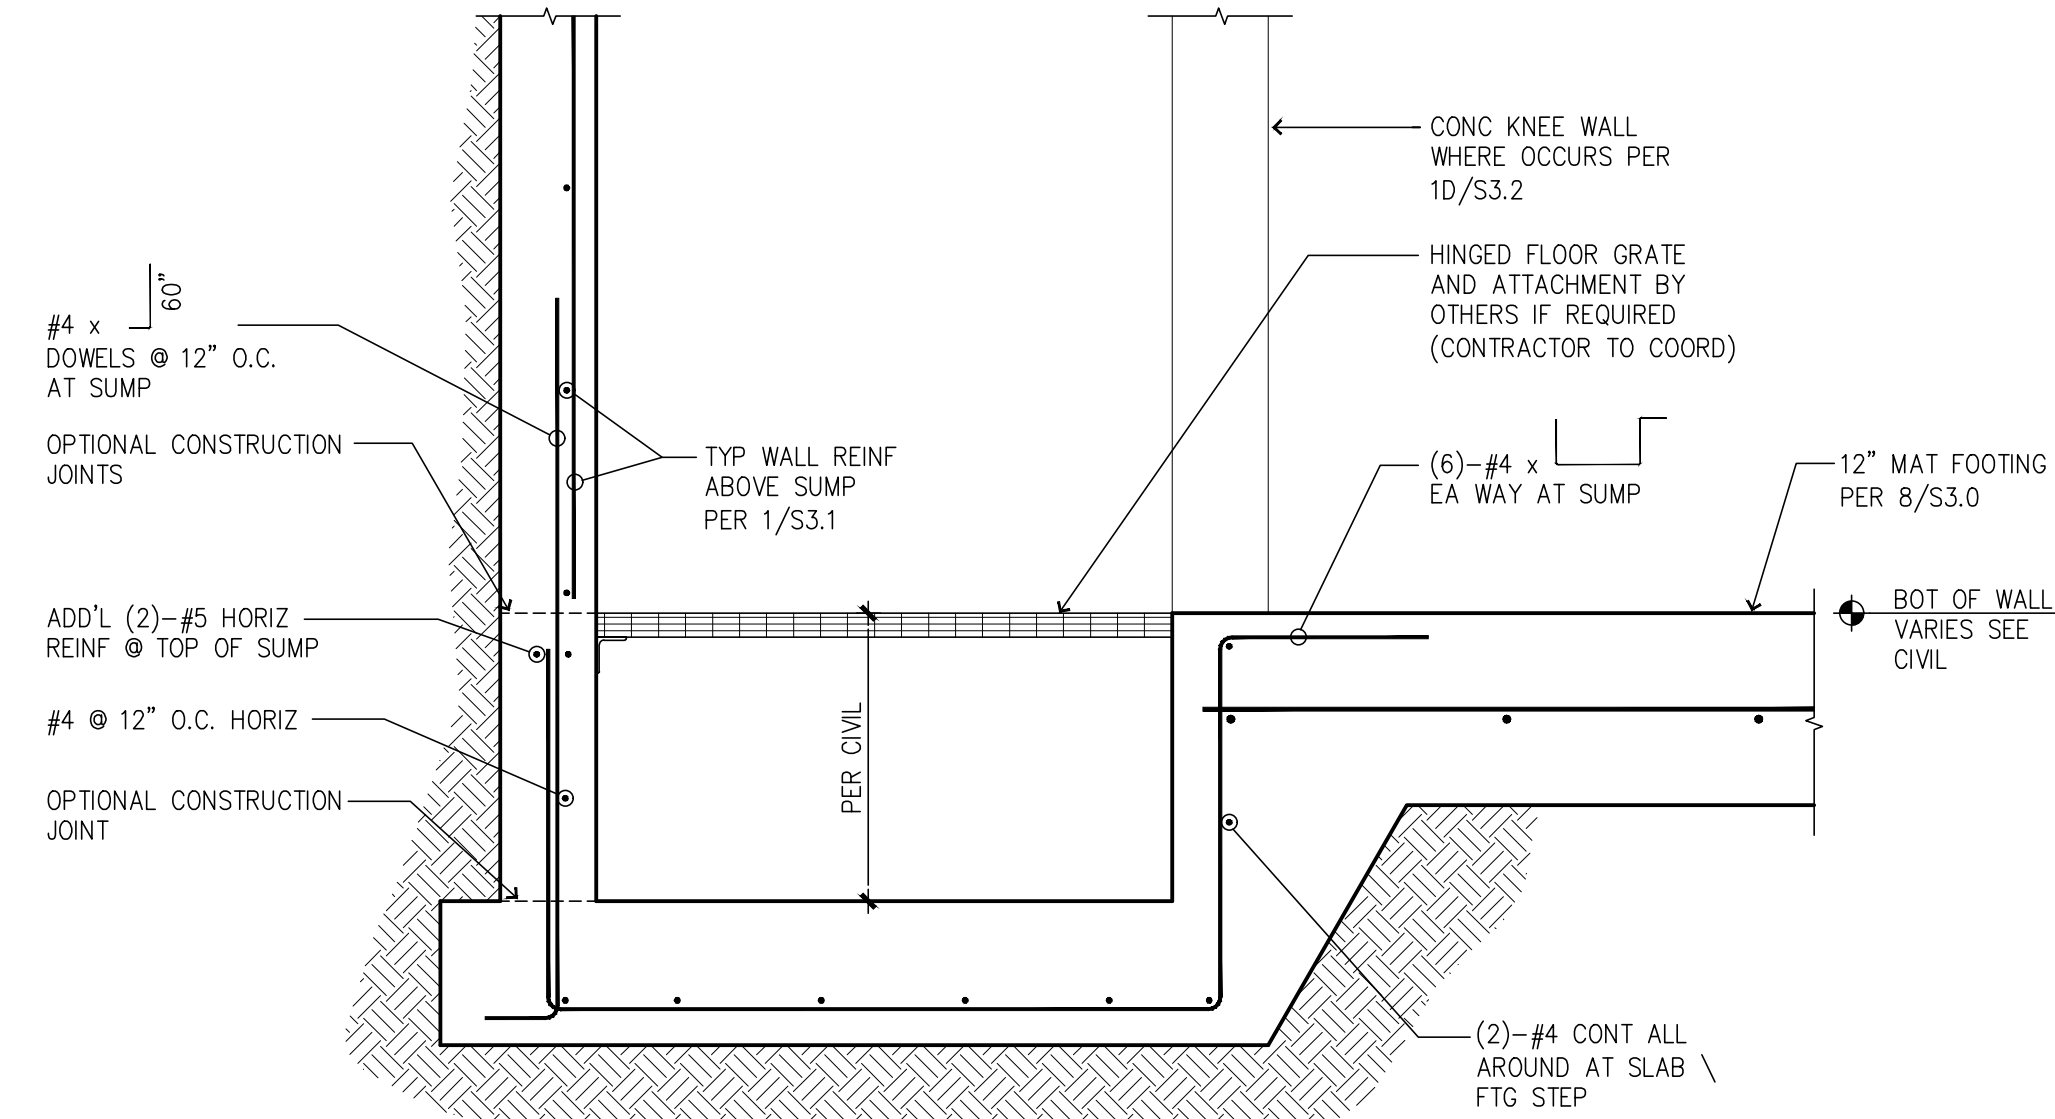 60”
#4 x
DOWELS @ 12” O.C.
AT SUMP
OPTIONAL CONSTRUCTION
JOINTS
ADD'L (2)-#5 HORIZ
REINF @ TOP OF SUMP
#4 @ 12” O.C. HORIZ
OPTIONAL CONSTRUCTION
JOINT
TYP WALL REINF
ABOVE SUMP
PER 1/S3.1
PER CIVIL
CONC KNEE WALL
WHERE OCCURS PER
1D/S3.2
HINGED FLOOR GRATE
AND ATTACHMENT BY
OTHERS IF REQUIRED
(CONTRACTOR TO COORD)
(6)-#4 x
EA WAY AT SUMP
12” MAT FOOTING
PER 8/S3.0
BOT OF WALL
VARIES SEE
CIVIL
(2)-#4 CONT ALL
AROUND AT SLAB \
FTG STEP